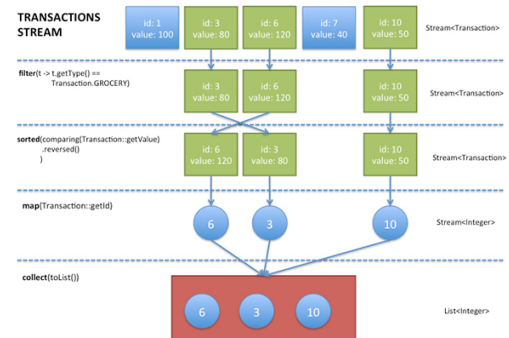 TRANSACTIONS
STREAM
id: 1
value: 100
id: 3
value: 80
id: 6
value: 120
id: 7
value: 40
id: 10
value: 50
Stream<Transaction>
filter(t -> t.getType() ==
Transaction.GROCERY)
id: 3
value: 80
id: 6
value: 120
id: 10
value: 50
Stream<Transaction>
sorted(comparing(Transaction::getValue)
.reversed()
)
id: 6
value: 120
id: 3
value: 80
id: 10
value: 50
Stream<Transaction>
map(Transaction::getId)
6
3
10
Stream<Integer>
collect(toList())
6
3
10
List<Integer>